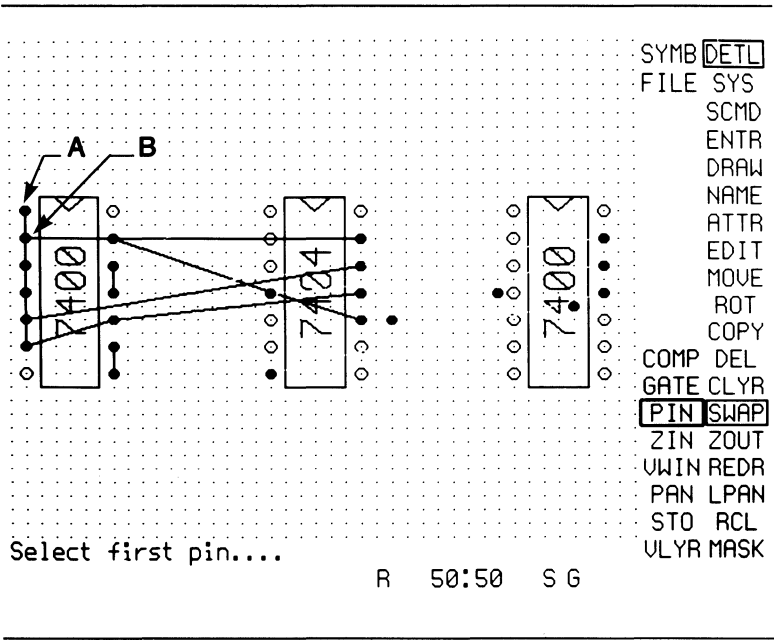 SYMB DETL
FILE SYS
SCMD
ENTR
DRAW
A B
NAME
ATTR
EDIT
MOVE
ROT
COPY
7400
7404
7400
COMP DEL
GATE CLYR
PIN SWAP
ZIN ZOUT
VWIN REDR
PAN LPAN
STO RCL
VLYR MASK
Select first pin....
R 50:50 S G